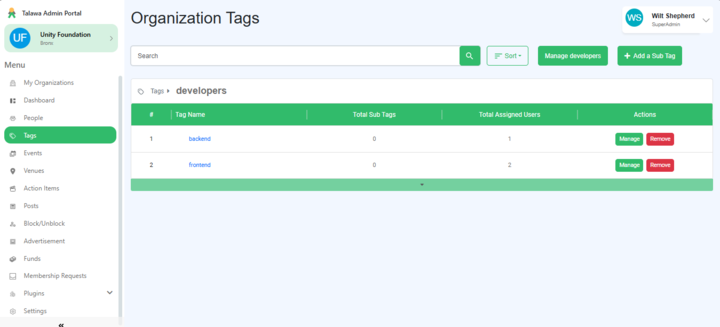 Talawa Admin Portal
UF
Unity Foundation
Bronx
Menu
My Organizations
Dashboard
People
Tags
Events
Venues
Action Items
Posts
Block/Unblock
Advertisement
Funds
Membership Requests
Plugins
Settings
«
Organization Tags
WS
Wilt Shepherd
SuperAdmin
Search
Sort
Manage developers
+ Add a Sub Tag
Tags
developers
# Tag Name Total Sub Tags Total Assigned Users Actions
1 backend 0 1 Manage Remove
2 frontend 0 2 Manage Remove